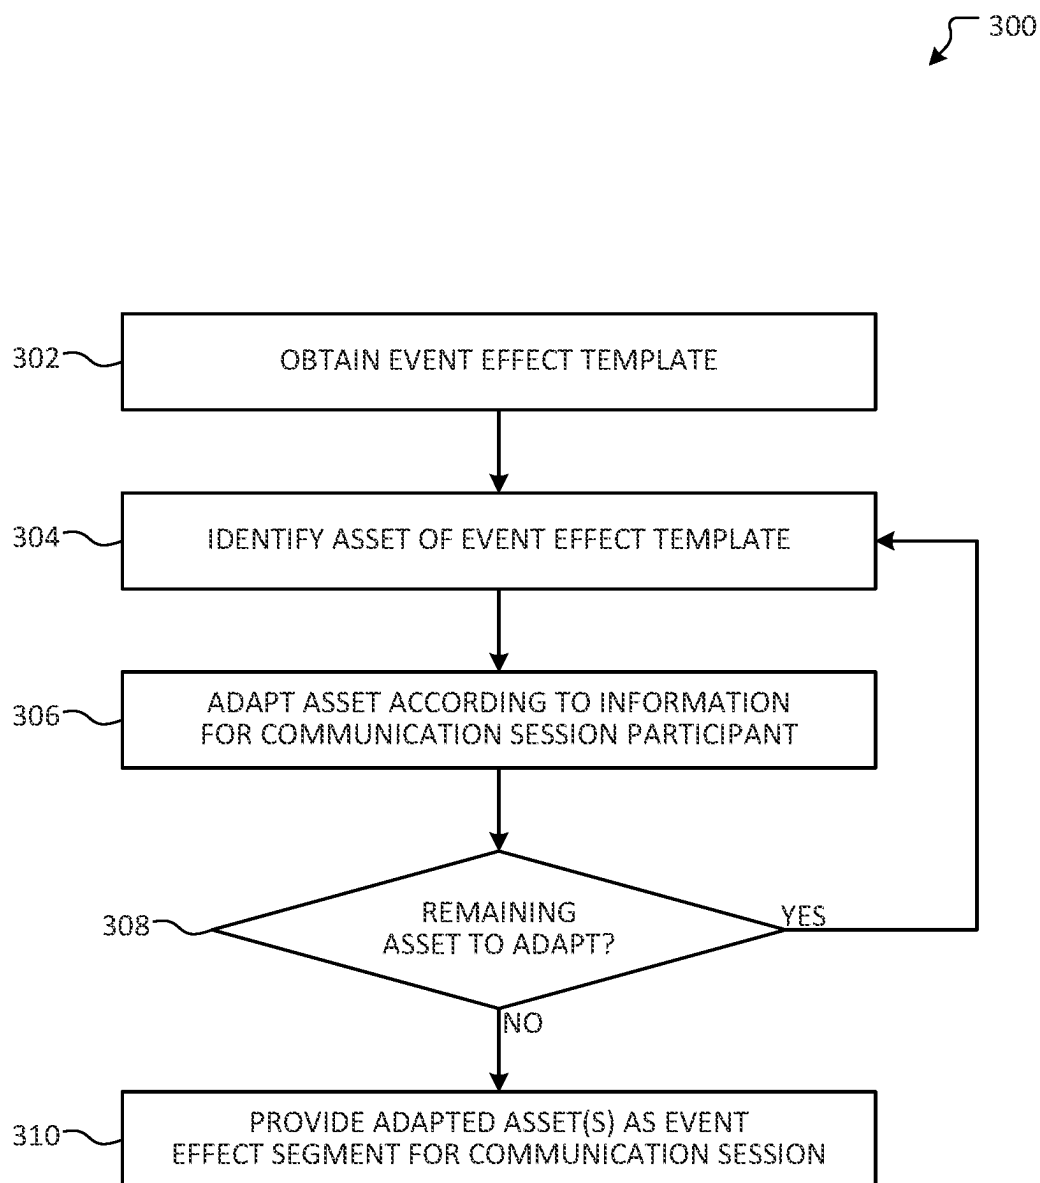 300
302
OBTAIN EVENT EFFECT TEMPLATE
304
IDENTIFY ASSET OF EVENT EFFECT TEMPLATE
306
ADAPT ASSET ACCORDING TO INFORMATION
FOR COMMUNICATION SESSION PARTICIPANT
308
REMAINING
ASSET TO ADAPT?
YES
NO
310
PROVIDE ADAPTED ASSET(S) AS EVENT
EFFECT SEGMENT FOR COMMUNICATION SESSION